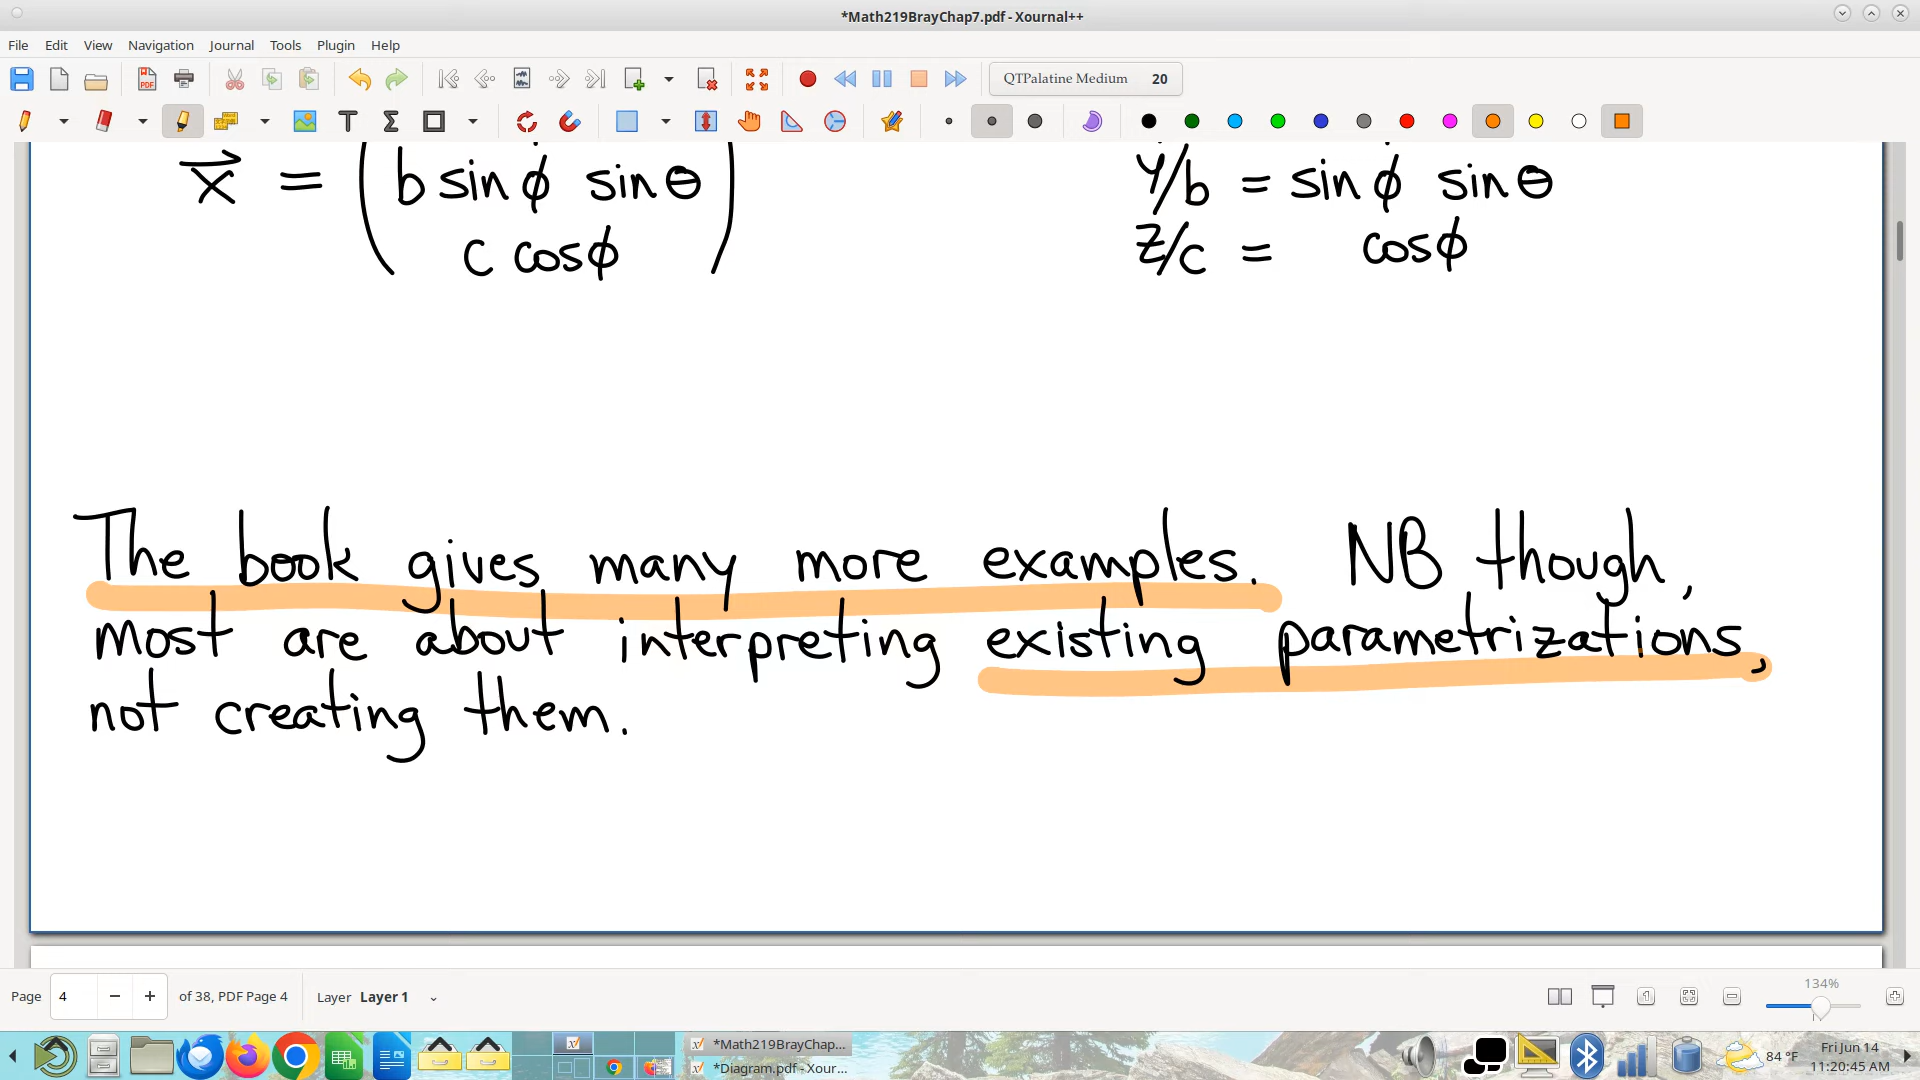 *Math219BrayChap7.pdf - Xournal++
File Edit View Navigation Journal Tools Plugin Help
QTPalatine Medium 20
x⃗ = ( b sin ϕ sin θ )
c cos ϕ
y/b = sin ϕ sin θ
z/c = cos ϕ
The book gives many more examples. NB though,
most are about interpreting existing parametrizations,
not creating them.
Page 4 of 38, PDF Page 4 Layer Layer 1
134%
*Math219BrayChap...
*Diagram.pdf - Xour...
84 °F
Fri Jun 14
11:20:45 AM